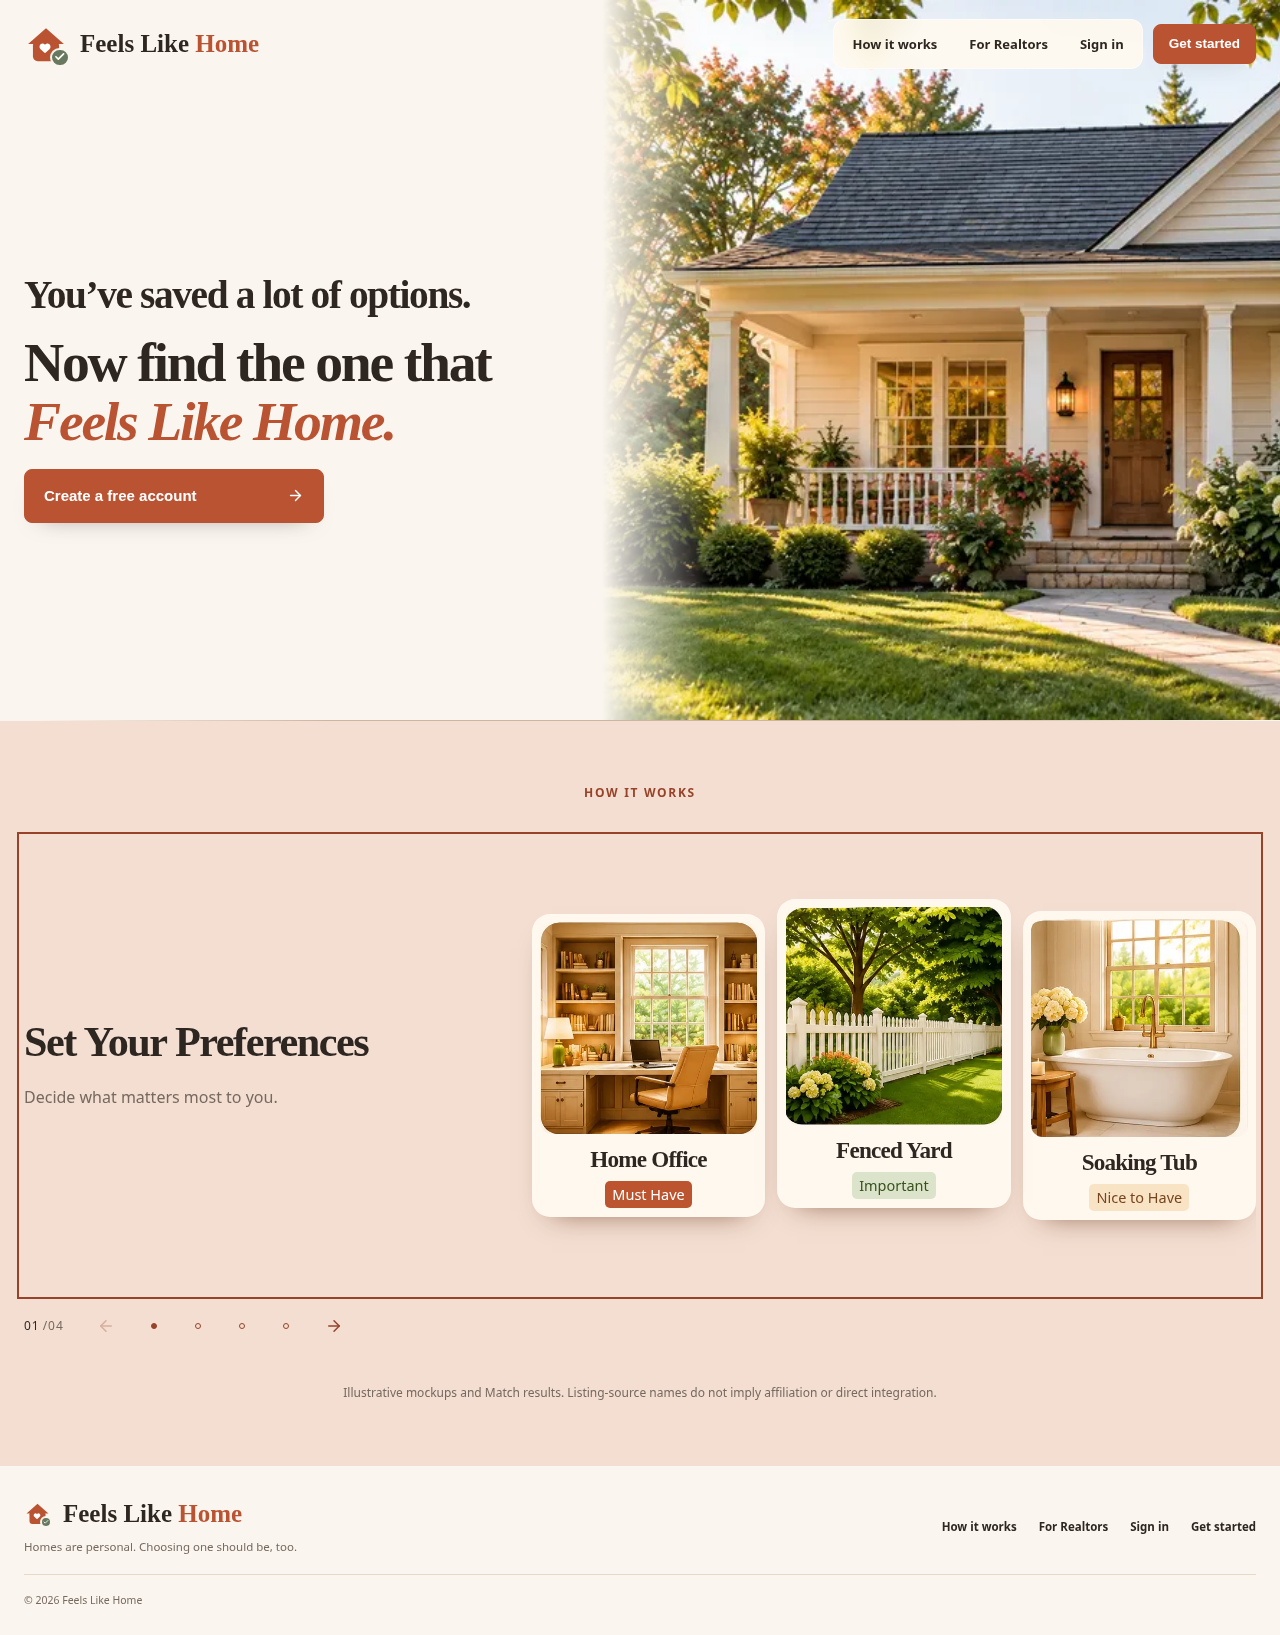 Feels Like Home
How it works
For Realtors
Sign in
Get started
You’ve saved a lot of options.
Now find the one that
Feels Like Home.
Create a free account
HOW IT WORKS
Set Your Preferences
Decide what matters most to you.
Home Office
Must Have
Fenced Yard
Important
Soaking Tub
Nice to Have
01 /04
Illustrative mockups and Match results. Listing-source names do not imply affiliation or direct integration.
Feels Like Home
Homes are personal. Choosing one should be, too.
How it works
For Realtors
Sign in
Get started
© 2026 Feels Like Home